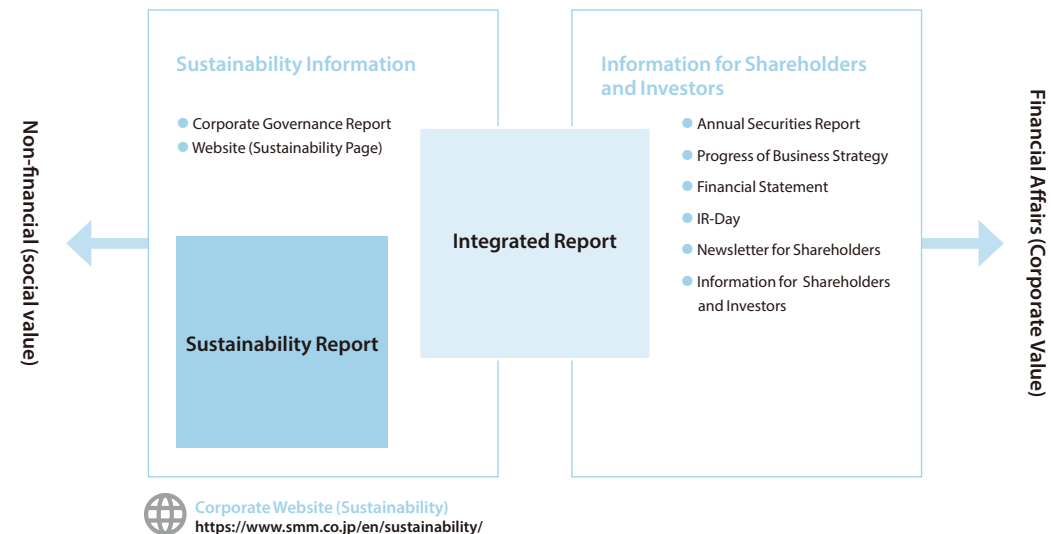 Non-financial (social value)
Sustainability Information
Corporate Governance Report
Website (Sustainability Page)
Sustainability Report
Integrated Report
Information for Shareholders
and Investors
Annual Securities Report
Progress of Business Strategy
Financial Statement
IR-Day
Newsletter for Shareholders
Information for Shareholders
and Investors
Financial Affairs (Corporate Value)
Corporate Website (Sustainability)
https://www.smm.co.jp/en/sustainability/